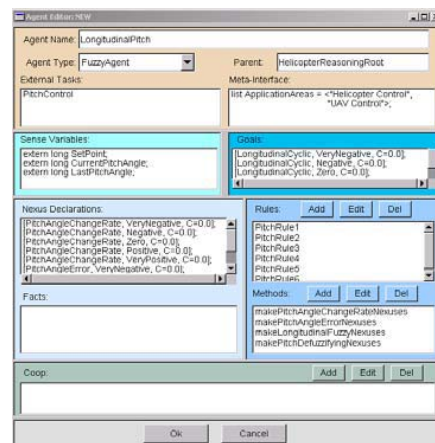 Agent Editor: NEW
Agent Name: LongitudinalPitch
Agent Type: FuzzyAgent Parent: HelicopterReasoningRoot
External Tasks: Meta-Interface:
PitchControl
list ApplicationAreas = <"Helicopter Control",
"UAV Control">;
Sense Variables: Goals:
extern long SetPoint;
extern long CurrentPitchAngle;
extern long LastPitchAngle;
[LongitudinalCyclic, VeryNegative, C=0.0];
[LongitudinalCyclic, Negative, C=0.0];
[LongitudinalCyclic, Zero, C=0.0];
Nexus Declarations:
[PitchAngleChangeRate, VeryNegative, C=0.0];
[PitchAngleChangeRate, Negative, C=0.0];
[PitchAngleChangeRate, Zero, C=0.0];
[PitchAngleChangeRate, Positive, C=0.0];
[PitchAngleChangeRate, VeryPositive, C=0.0];
[PitchAngleError, VeryNegative, C=0.0];
Facts:
Rules: Add Edit Del
PitchRule1
PitchRule2
PitchRule3
PitchRule4
PitchRule5
PitchRule6
Methods: Add Edit Del
makePitchAngleChangeRateNexuses
makePitchAngleErrorNexuses
makeLongitudinalFuzzyNexuses
makePitchDefuzzifyingNexuses
Coop: Add Edit Del
Ok Cancel